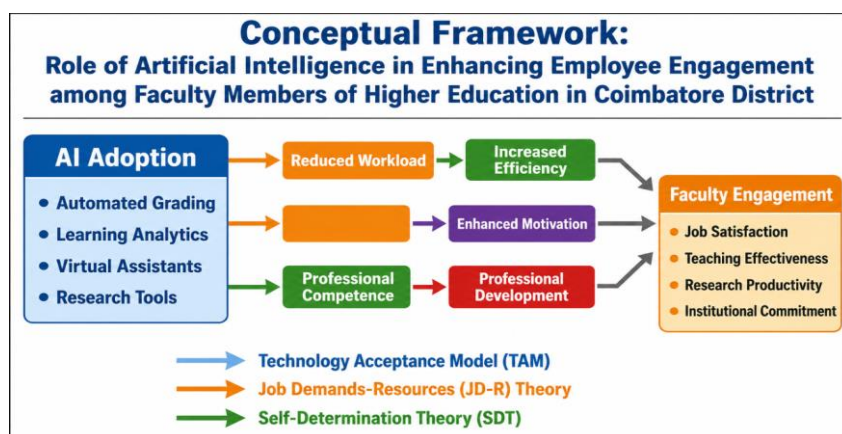 Conceptual Framework:
Role of Artificial Intelligence in Enhancing Employee Engagement
among Faculty Members of Higher Education in Coimbatore District
AI Adoption
• Automated Grading
• Learning Analytics
• Virtual Assistants
• Research Tools
Reduced Workload
Increased
Efficiency
Enhanced Motivation
Professional
Competence
Professional
Development
Faculty Engagement
• Job Satisfaction
• Teaching Effectiveness
• Research Productivity
• Institutional Commitment
Technology Acceptance Model (TAM)
Job Demands-Resources (JD-R) Theory
Self-Determination Theory (SDT)